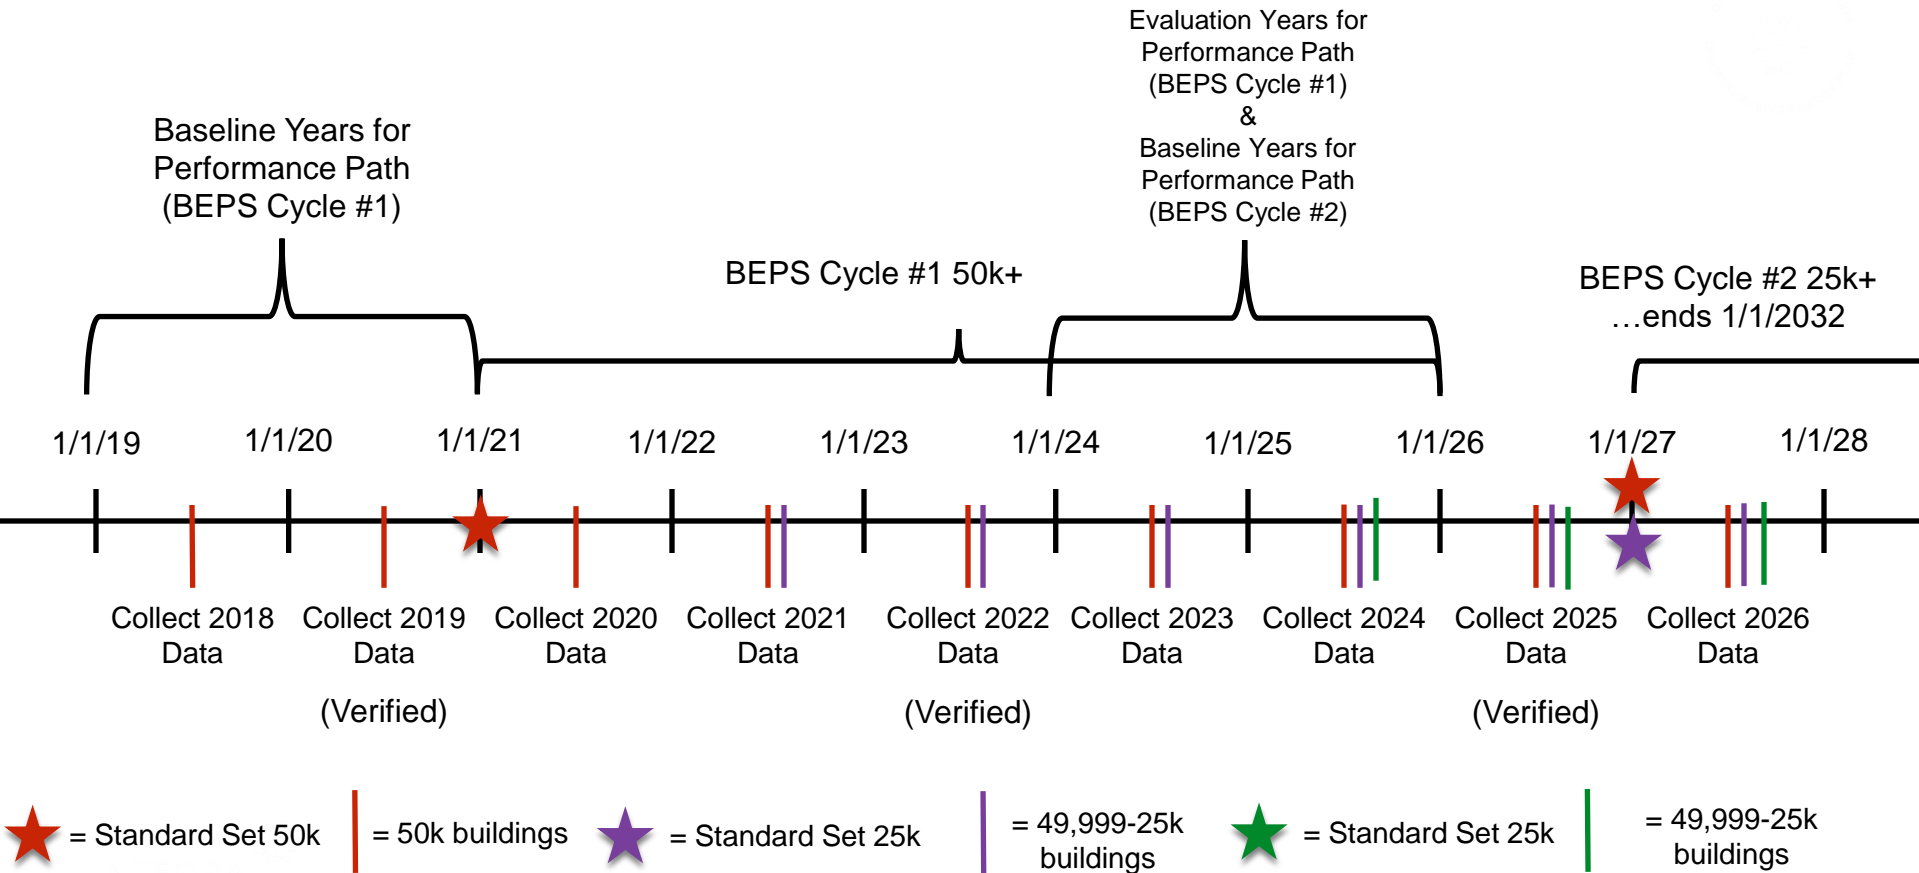 Evaluation Years for
Performance Path
(BEPS Cycle #1)
&
Baseline Years for
Performance Path
(BEPS Cycle #2)
Baseline Years for
Performance Path
(BEPS Cycle #1)
BEPS Cycle #1 50k+
BEPS Cycle #2 25k+
...ends 1/1/2032
1/1/19
1/1/20
1/1/21
1/1/22
1/1/23
1/1/24
1/1/25
1/1/26
1/1/27
1/1/28
Collect 2018
Data
Collect 2019
Data
(Verified)
Collect 2020
Data
Collect 2021
Data
Collect 2022
Data
(Verified)
Collect 2023
Data
Collect 2024
Data
Collect 2025
Data
(Verified)
Collect 2026
Data
= Standard Set 50k
= 50k buildings
= Standard Set 25k
= 49,999-25k
buildings
= Standard Set 25k
= 49,999-25k
buildings